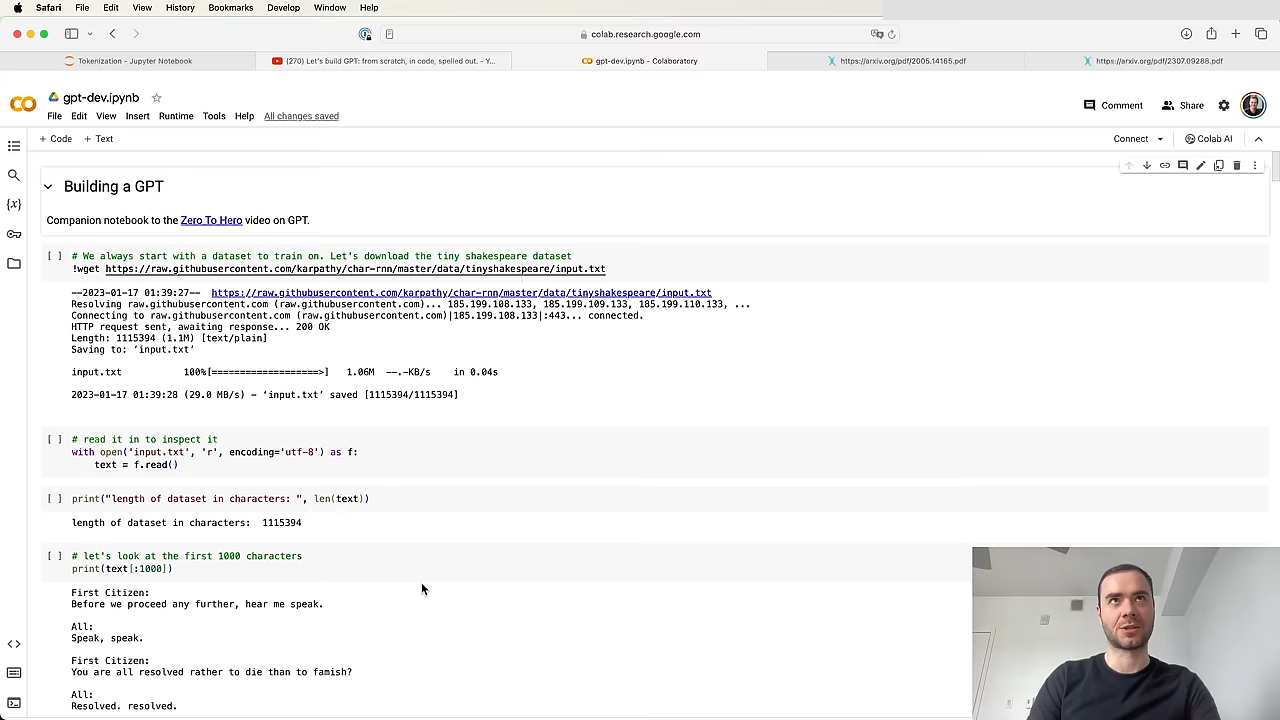 Safari File Edit View History Bookmarks Develop Window Help
colab.research.google.com
Tokenization - Jupyter Notebook
(270) Let's build GPT: from scratch, in code, spelled out. - Y...
gpt-dev.ipynb - Colaboratory
https://arxiv.org/pdf/2005.14165.pdf
https://arxiv.org/pdf/2307.09288.pdf
gpt-dev.ipynb
Comment Share
File Edit View Insert Runtime Tools Help All changes saved
+ Code + Text
Connect Colab AI
Building a GPT
Companion notebook to the Zero To Hero video on GPT.
[ ] # We always start with a dataset to train on. Let's download the tiny shakespeare dataset
!wget https://raw.githubusercontent.com/karpathy/char-rnn/master/data/tinyshakespeare/input.txt
--2023-01-17 01:39:27-- https://raw.githubusercontent.com/karpathy/char-rnn/master/data/tinyshakespeare/input.txt
Resolving raw.githubusercontent.com (raw.githubusercontent.com)... 185.199.108.133, 185.199.109.133, 185.199.110.133, ...
Connecting to raw.githubusercontent.com (raw.githubusercontent.com)|185.199.108.133|:443... connected.
HTTP request sent, awaiting response... 200 OK
Length: 1115394 (1.1M) [text/plain]
Saving to: ‘input.txt’
input.txt 100%[===================>] 1.06M --.-KB/s in 0.04s
2023-01-17 01:39:28 (29.0 MB/s) - ‘input.txt’ saved [1115394/1115394]
[ ] # read it in to inspect it
with open('input.txt', 'r', encoding='utf-8') as f:
text = f.read()
[ ] print("length of dataset in characters: ", len(text))
length of dataset in characters: 1115394
[ ] # let's look at the first 1000 characters
print(text[:1000])
First Citizen:
Before we proceed any further, hear me speak.
All:
Speak, speak.
First Citizen:
You are all resolved rather to die than to famish?
All:
Resolved. resolved.